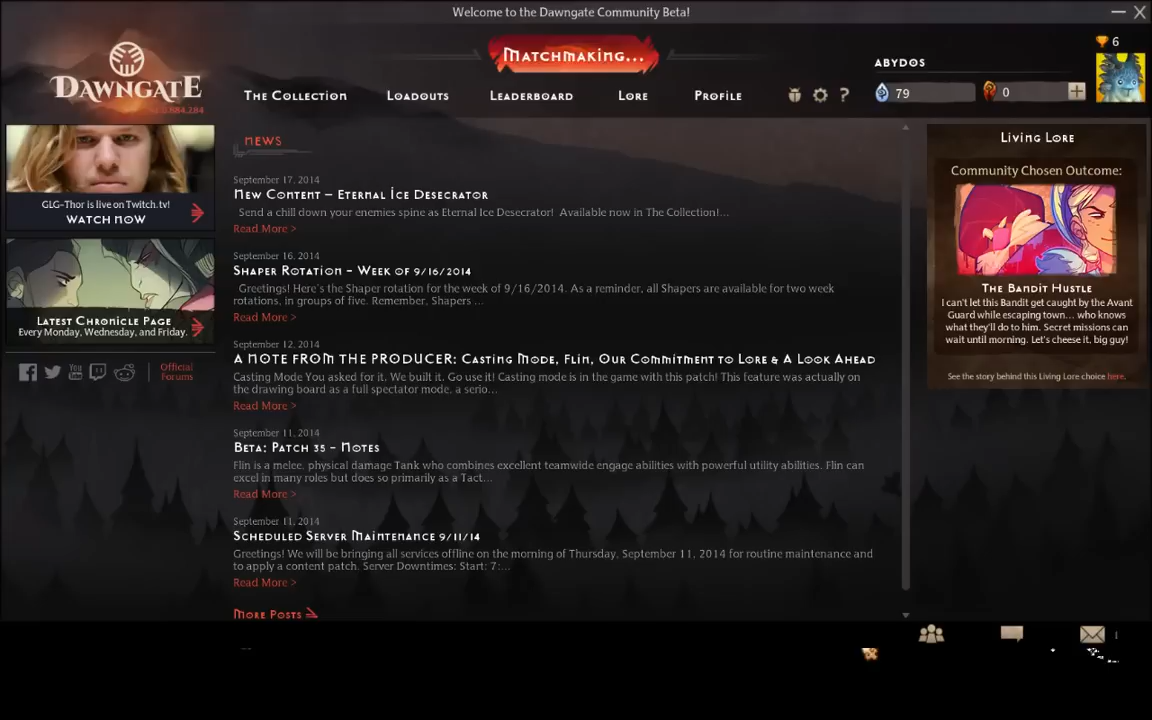 Welcome to the Dawngate Community Beta!
Matchmaking...
6
ABYDOS
DAWNGATE
The Collection
Loadouts
Leaderboard
Lore
Profile
?
79
0
GLG-Thor is live on Twitch.tv!
WATCH NOW
Latest Chronicle Page
Every Monday, Wednesday, and Friday.
Official
Forums
NEWS
September 17, 2014
New Content – Eternal Ice Desecrator
Send a chill down your enemies spine as Eternal Ice Desecrator! Available now in The Collection!...
Read More >
September 16, 2014
Shaper Rotation – Week of 9/16/2014
Greetings! Here's the Shaper rotation for the week of 9/16/2014. As a reminder, all Shapers are available for two week
rotations, in groups of five. Remember, Shapers ...
Read More >
September 12, 2014
A NOTE FROM THE PRODUCER: Casting Mode, Flin, Our Commitment to Lore & A Look Ahead
Casting Mode You asked for it. We built it. Go use it! Casting mode is in the game with this patch! This feature was actually on
the drawing board as a full spectator mode, a serio...
Read More >
September 11, 2014
Beta: Patch 35 – Notes
Flin is a melee, physical damage Tank who combines excellent teamwide engage abilities with powerful utility abilities. Flin can
excel in many roles but does so primarily as a Tact...
Read More >
September 11, 2014
Scheduled Server Maintenance 9/11/14
Greetings! We will be bringing all services offline on the morning of Thursday, September 11, 2014 for routine maintenance and
to apply a content patch. Server Downtimes: Start: 7:...
Read More >
More Posts
Living Lore
Community Chosen Outcome:
The Bandit Hustle
I can't let this Bandit get caught by the Avant
Guard while escaping town... who knows
what they'll do to him. Secret missions can
wait until morning. Let's cheese it, big guy!
See the story behind this Living Lore choice here.